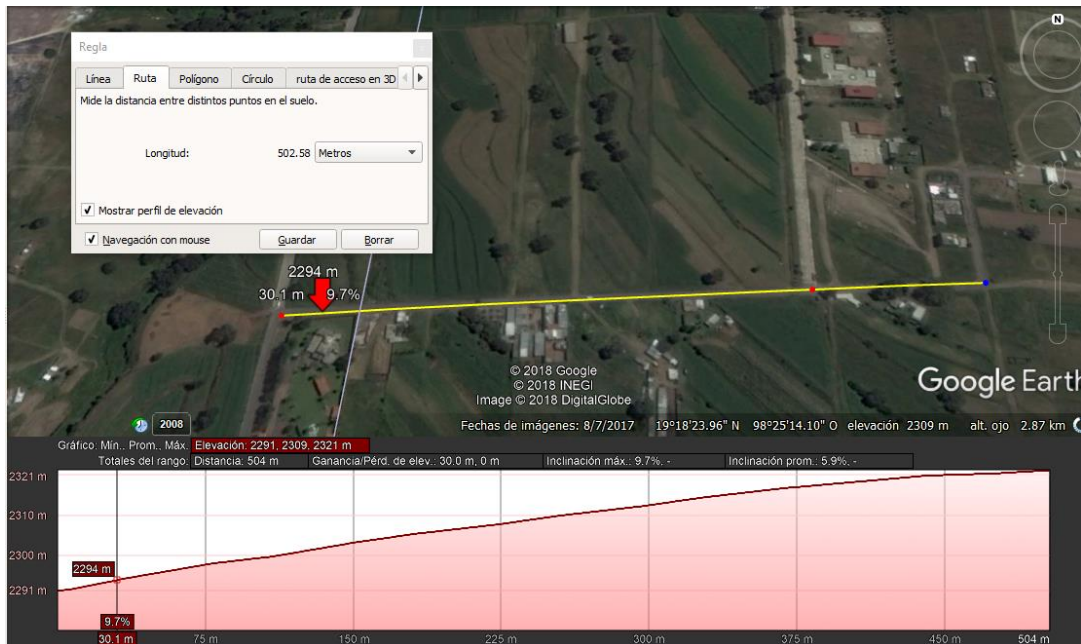 Regla
Línea Ruta Polígono Círculo ruta de acceso en 3D
Mide la distancia entre distintos puntos en el suelo.
Longitud: 502.58 Metros
Mostrar perfil de elevación
Navegación con mouse Guardar Borrar
N
2294 m
30.1 m 9.7%
© 2018 Google
© 2018 INEGI
Image © 2018 DigitalGlobe
Google Earth
2008
Fechas de imágenes: 8/7/2017 19°18'23.96" N 98°25'14.10" O elevación 2309 m alt. ojo 2.87 km
Gráfico: Mín., Prom., Máx. Elevación: 2291, 2309, 2321 m
Totales del rango: Distancia: 504 m Ganancia/Pérd. de elev.: 30.0 m, 0 m Inclinación máx.: 9.7%, - Inclinación prom.: 5.9%, -
2321 m
2310 m
2300 m
2294 m
2291 m
9.7%
30.1 m 75 m 150 m 225 m 300 m 375 m 450 m 504 m